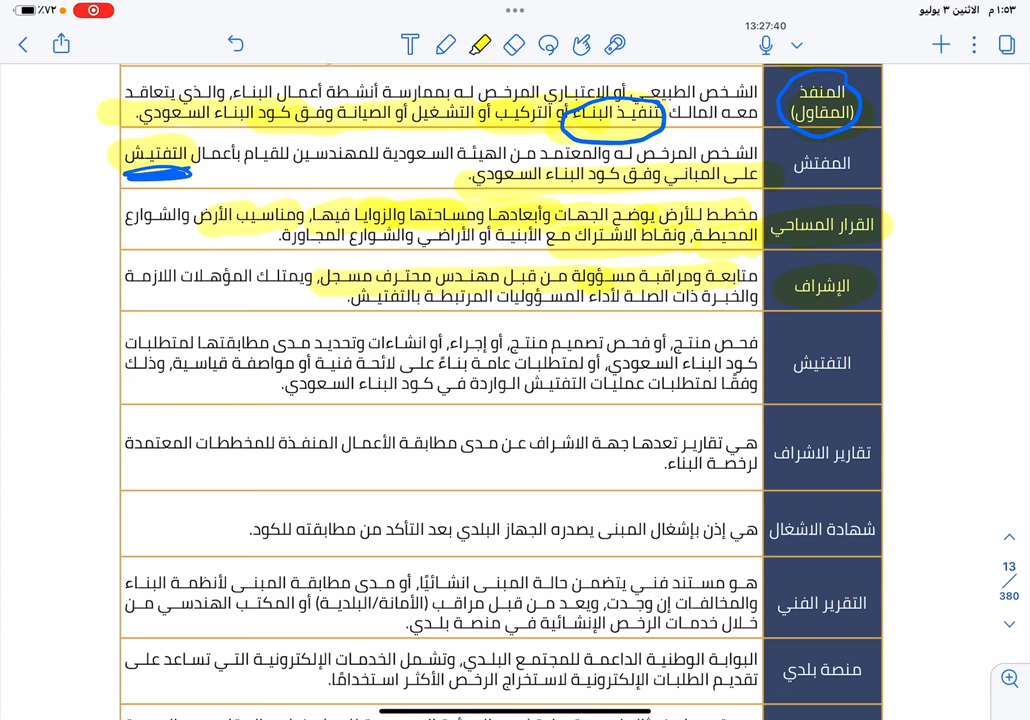 ١:٥٣ م الاثنين ٣ يوليو
٧٢٪
13:27:40
T
المنفذ
(المقاول)
الشخص الطبيعي أو الاعتباري المرخص له بممارسة أنشطة أعمال البناء، والذي يتعاقد
معه المالك لتنفيذ البناء أو التركيب أو التشغيل أو الصيانة وفق كود البناء السعودي.
المفتش
الشخص المرخص له والمعتمد من الهيئة السعودية للمهندسين للقيام بأعمال التفتيش
على المباني وفق كود البناء السعودي.
القرار المساحي
مخطط للأرض يوضح الجهات وأبعادها ومساحتها والزوايا فيها، ومناسيب الأرض والشوارع
المحيطة، ونقاط الاشتراك مع الأبنية أو الأراضي والشوارع المجاورة.
الإشراف
متابعة ومراقبة مسؤولة من قبل مهندس محترف مسجل، ويمتلك المؤهلات اللازمة
والخبرة ذات الصلة لأداء المسؤوليات المرتبطة بالتفتيش.
التفتيش
فحص منتج، أو فحص تصميم منتج، أو إجراء، أو انشاءات وتحديد مدى مطابقتها لمتطلبات
كود البناء السعودي، أو لمتطلبات عامة بناءً على لائحة فنية أو مواصفة قياسية، وذلك
وفقًا لمتطلبات عمليات التفتيش الواردة في كود البناء السعودي.
تقارير الاشراف
هي تقارير تعدها جهة الاشراف عن مدى مطابقة الأعمال المنفذة للمخططات المعتمدة
لرخصة البناء.
شهادة الاشغال
هي إذن بإشغال المبنى يصدره الجهاز البلدي بعد التأكد من مطابقته للكود.
التقرير الفني
هو مستند فني يتضمن حالة المبنى انشائيًا، أو مدى مطابقة المبنى لأنظمة البناء
والمخالفات إن وجدت، ويعد من قبل مراقب (الأمانة/البلدية) أو المكتب الهندسي من
خلال خدمات الرخص الإنشائية في منصة بلدي.
منصة بلدي
البوابة الوطنية الداعمة للمجتمع البلدي، وتشمل الخدمات الإلكترونية التي تساعد على
تقديم الطلبات الإلكترونية لاستخراج الرخص الأكثر استخدامًا.
13
380